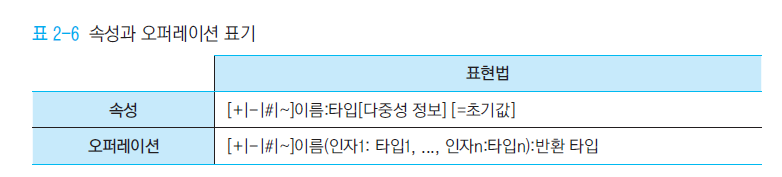 표 2-6 속성과 오퍼레이션 표기
표현법
속성 [+|-|#|~]이름:타입[다중성 정보] [=초기값]
오퍼레이션 [+|-|#|~]이름(인자1: 타입1, ..., 인자n:타입n):반환 타입